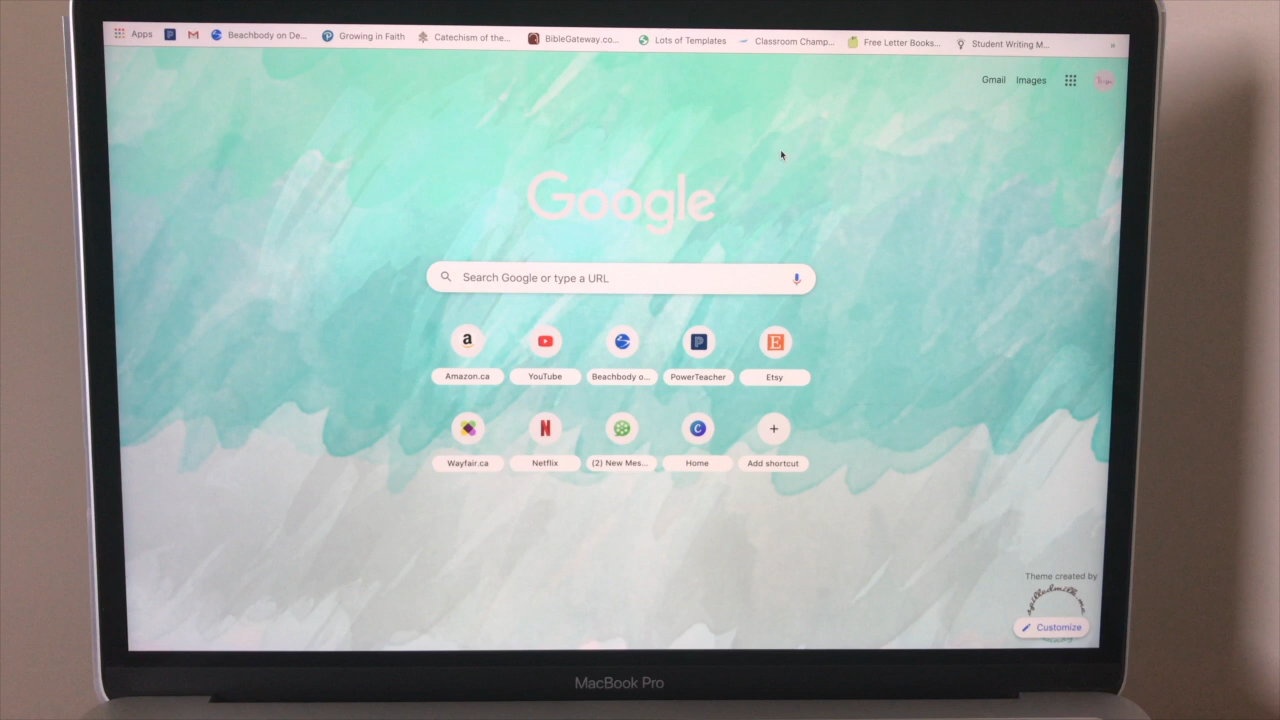 Apps Beachbody on De... Growing in Faith Catechism of the... BibleGateway.co... Lots of Templates Classroom Champ... Free Letter Books... Student Writing M... »
Gmail Images
Google
Search Google or type a URL
Amazon.ca YouTube Beachbody o... PowerTeacher Etsy
Wayfair.ca Netflix (2) New Mes... Home Add shortcut
Theme created by
Customize
MacBook Pro